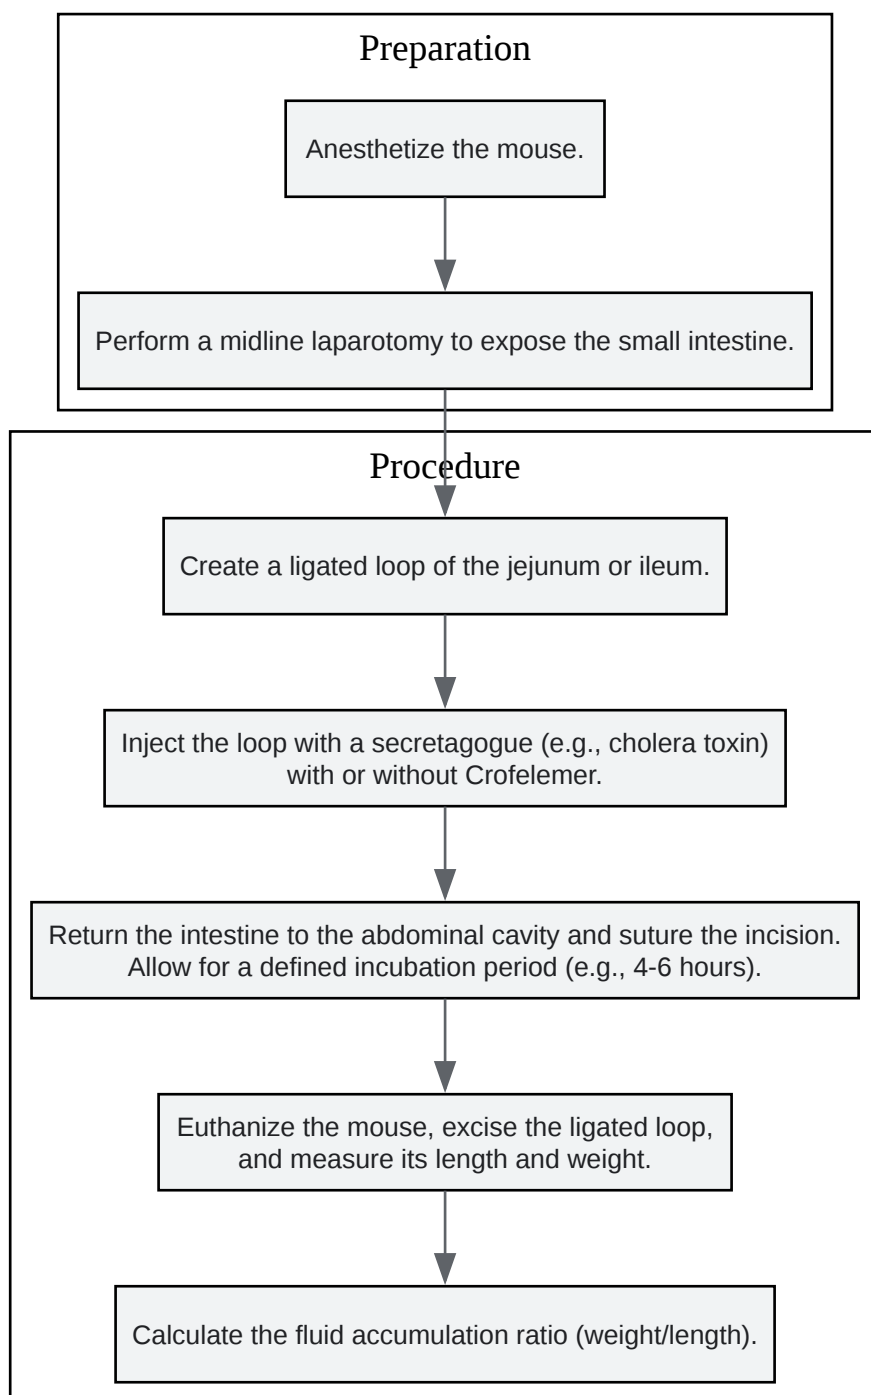 Preparation
Anesthetize the mouse.
Perform a midline laparotomy to expose the small intestine.
Procedure
Create a ligated loop of the jejunum or ileum.
Inject the loop with a secretagogue (e.g., cholera toxin)
with or without Crofelemer.
Return the intestine to the abdominal cavity and suture the incision.
Allow for a defined incubation period (e.g., 4-6 hours).
Euthanize the mouse, excise the ligated loop,
and measure its length and weight.
Calculate the fluid accumulation ratio (weight/length).